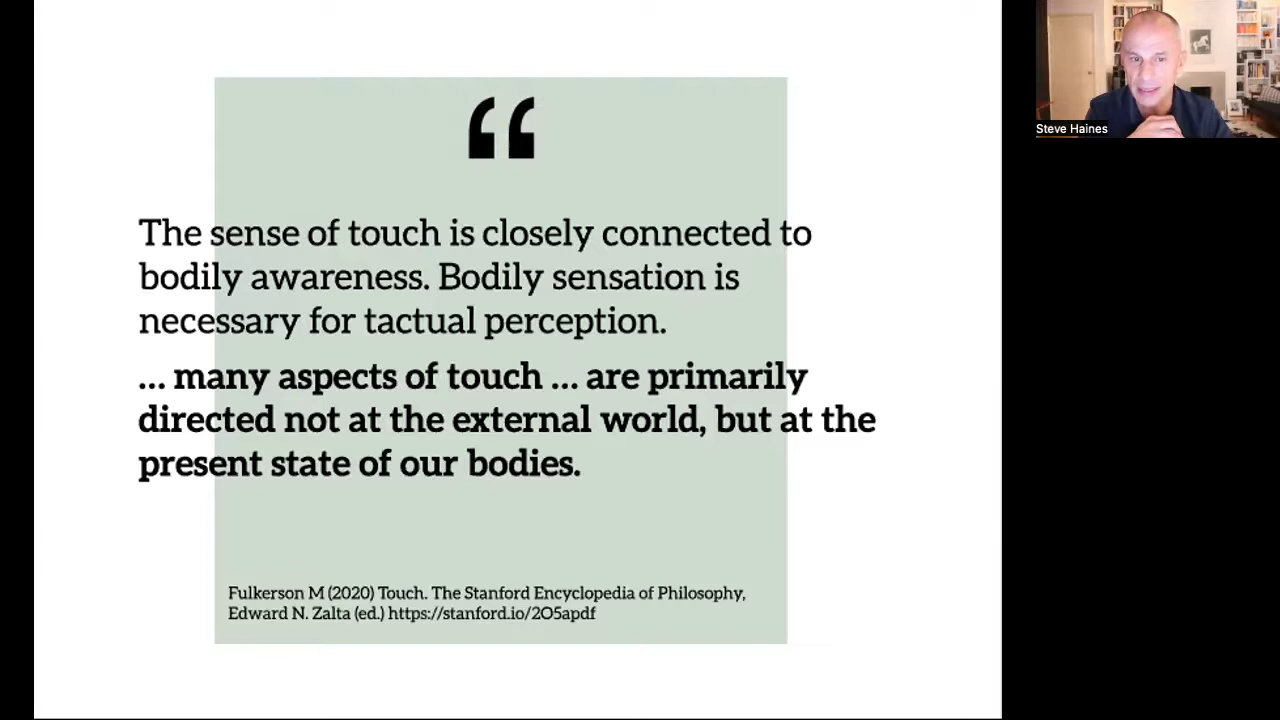 “
The sense of touch is closely connected to
bodily awareness. Bodily sensation is
necessary for tactual perception.
... many aspects of touch ... are primarily
directed not at the external world, but at the
present state of our bodies.
Fulkerson M (2020) Touch. The Stanford Encyclopedia of Philosophy,
Edward N. Zalta (ed.) https://stanford.io/2O5apdf
Steve Haines